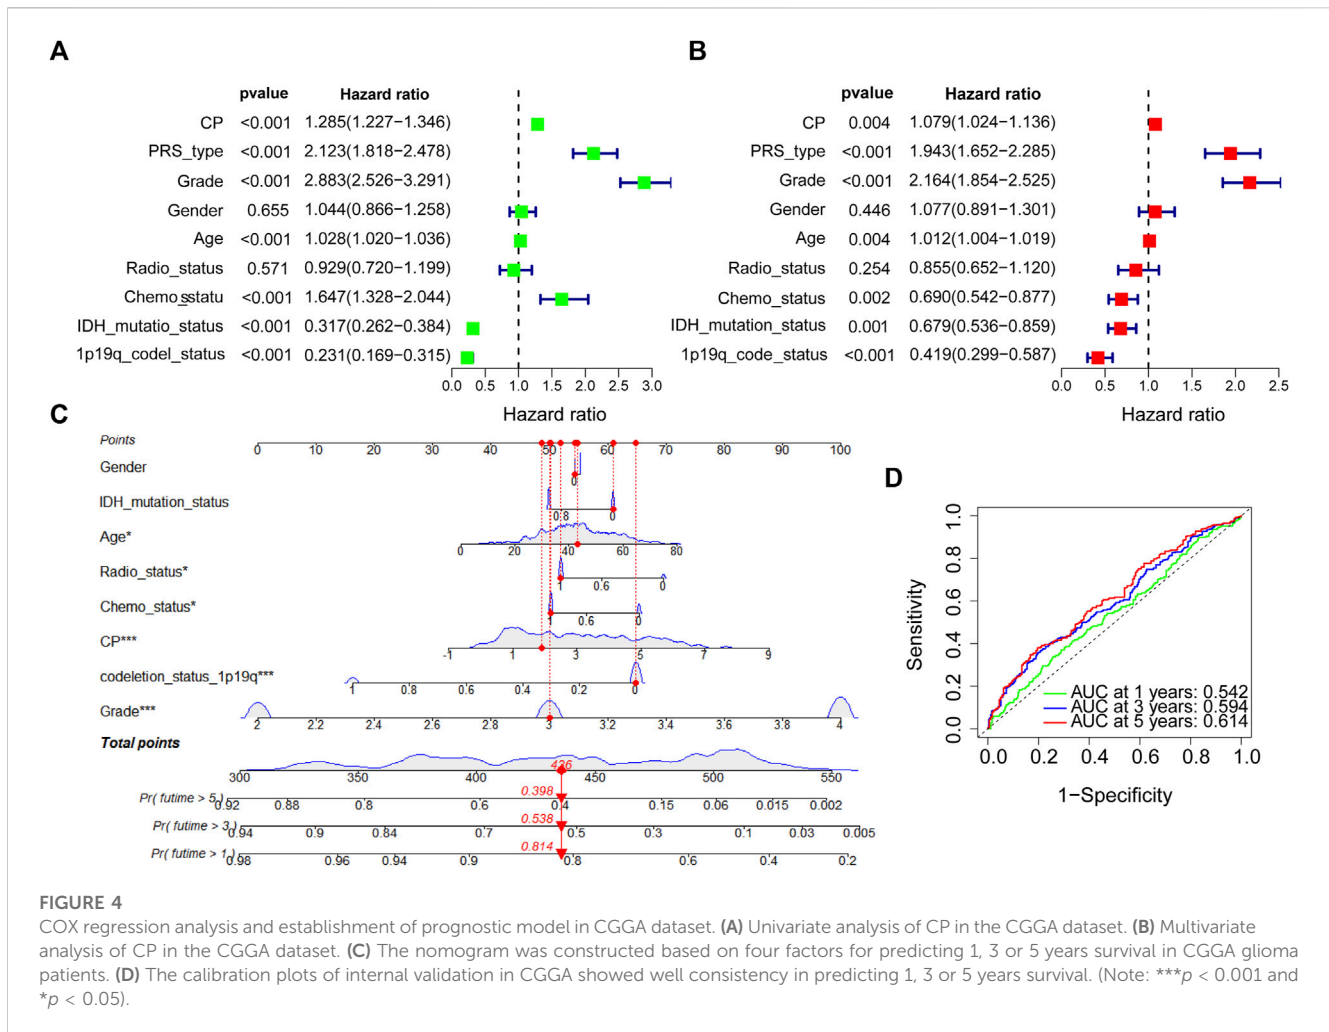 A
pvalue Hazard ratio
CP <0.001 1.285(1.227−1.346)
PRS_type <0.001 2.123(1.818−2.478)
Grade <0.001 2.883(2.526−3.291)
Gender 0.655 1.044(0.866−1.258)
Age <0.001 1.028(1.020−1.036)
Radio_status 0.571 0.929(0.720−1.199)
Chemo_sstatu <0.001 1.647(1.328−2.044)
IDH_mutatio_status <0.001 0.317(0.262−0.384)
1p19q_codel_status <0.001 0.231(0.169−0.315)
0.0 0.5 1.0 1.5 2.0 2.5 3.0
Hazard ratio
B
pvalue Hazard ratio
CP 0.004 1.079(1.024−1.136)
PRS_type <0.001 1.943(1.652−2.285)
Grade <0.001 2.164(1.854−2.525)
Gender 0.446 1.077(0.891−1.301)
Age 0.004 1.012(1.004−1.019)
Radio_status 0.254 0.855(0.652−1.120)
Chemo_status 0.002 0.690(0.542−0.877)
IDH_mutation_status 0.001 0.679(0.536−0.859)
1p19q_code_status <0.001 0.419(0.299−0.587)
0.0 0.5 1.0 1.5 2.0 2.5
Hazard ratio
C
Points 0 10 20 30 40 50 60 70 80 90 100
Gender
0
IDH_mutation_status
0.8 0
Age*
0 20 40 60 80
Radio_status*
1 0.6 0
Chemo_status*
1 0.6 0
CP***
-1 1 3 5 7 9
codeletion_status_1p19q***
1 0.8 0.6 0.4 0.2 0
Grade***
2 2.2 2.4 2.6 2.8 3 3.2 3.4 3.6 3.8 4
Total points
426
300 350 400 450 500 550
0.398
Pr( futime > 5 )
0.92 0.88 0.8 0.6 0.4 0.15 0.06 0.015 0.002
0.538
Pr( futime > 3 )
0.94 0.9 0.84 0.7 0.5 0.3 0.1 0.03 0.005
0.814
Pr( futime > 1 )
0.98 0.96 0.94 0.9 0.8 0.6 0.4 0.2
D
Sensitivity
0.0 0.2 0.4 0.6 0.8 1.0
AUC at 1 years: 0.542
AUC at 3 years: 0.594
AUC at 5 years: 0.614
0.0 0.2 0.4 0.6 0.8 1.0
1−Specificity
FIGURE 4
COX regression analysis and establishment of prognostic model in CGGA dataset. (A) Univariate analysis of CP in the CGGA dataset. (B) Multivariate
analysis of CP in the CGGA dataset. (C) The nomogram was constructed based on four factors for predicting 1, 3 or 5 years survival in CGGA glioma
patients. (D) The calibration plots of internal validation in CGGA showed well consistency in predicting 1, 3 or 5 years survival. (Note: ***p < 0.001 and
*p < 0.05).